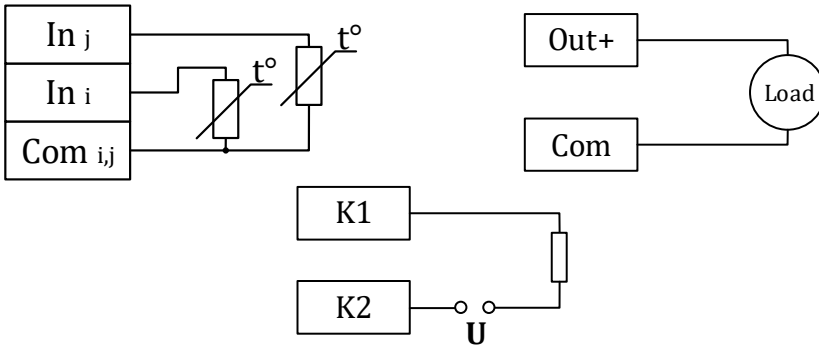 In j
t°
In i
t°
Com i,j
Out+
Load
Com
K1
K2
U